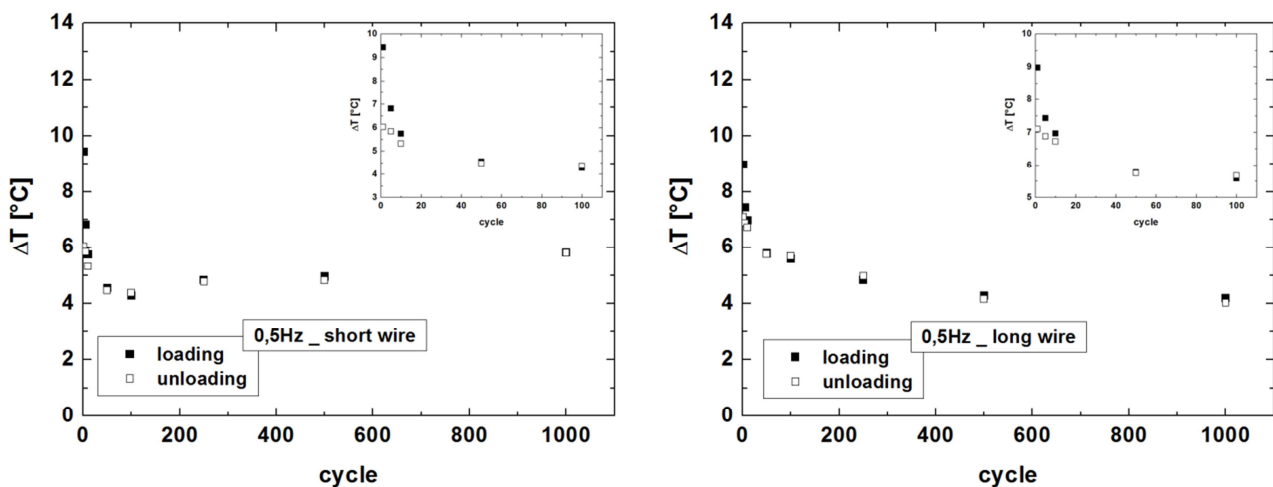 14
12
10
8
6
4
2
0
ΔT [°C]
0 200 400 600 800 1000
cycle
10
9
8
7
6
5
4
3
ΔT [°C]
0 20 40 60 80 100
cycle
0,5Hz _ short wire
loading
unloading
14
12
10
8
6
4
2
0
ΔT [°C]
0 200 400 600 800 1000
cycle
10
9
8
7
6
5
ΔT [°C]
0 20 40 60 80 100
cycle
0,5Hz _ long wire
loading
unloading